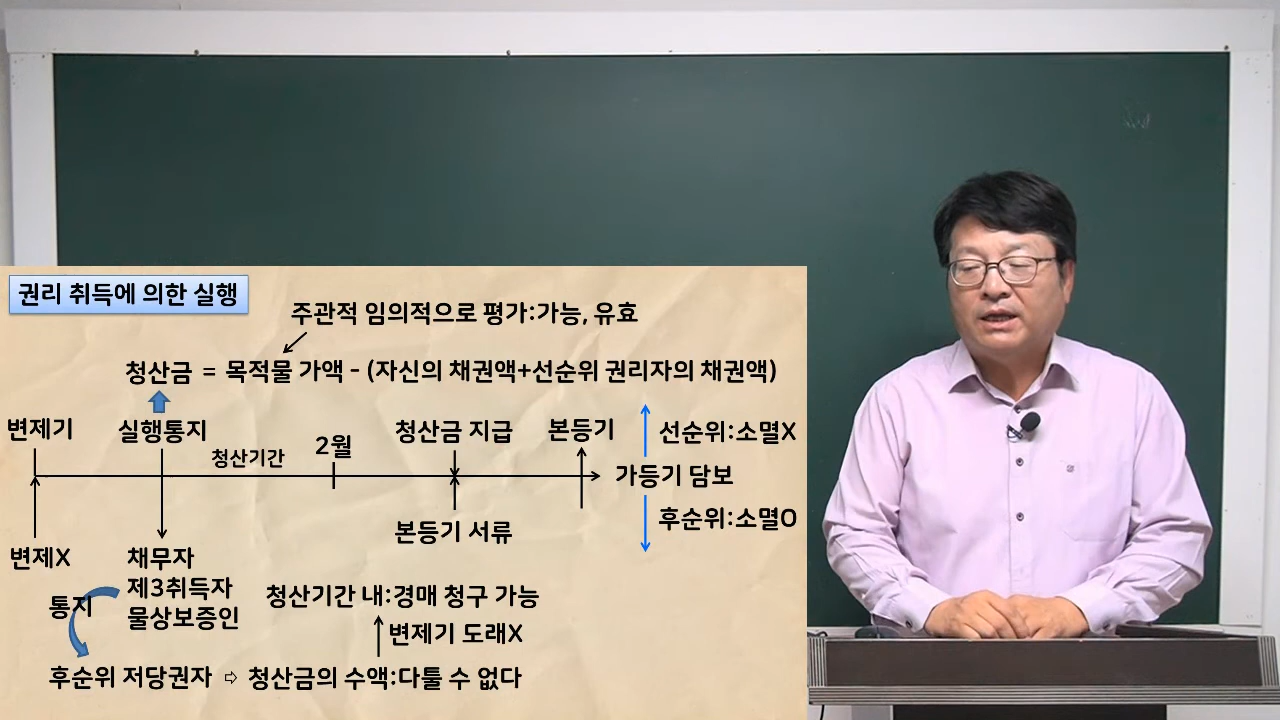 권리 취득에 의한 실행
주관적 임의적으로 평가:가능, 유효
청산금 = 목적물 가액 - (자신의 채권액+선순위 권리자의 채권액)
변제기
실행통지
청산기간
2월
청산금 지급
본등기
선순위:소멸X
가등기 담보
후순위:소멸O
본등기 서류
변제X
채무자
제3취득자
물상보증인
통지
청산기간 내:경매 청구 가능
변제기 도래X
후순위 저당권자 ⇨ 청산금의 수액:다툴 수 없다